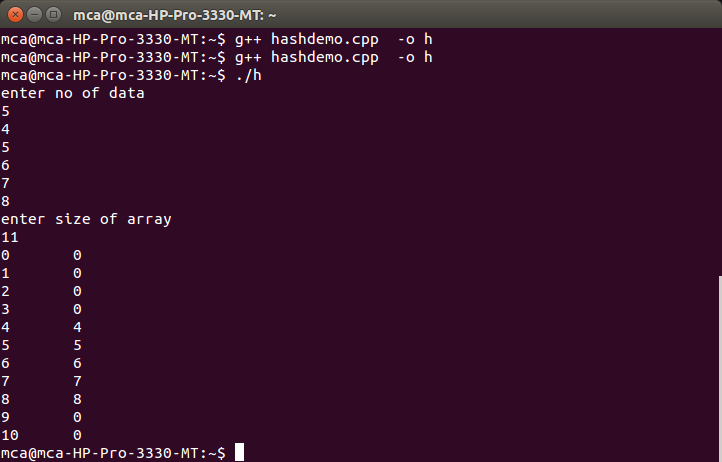 mca@mca-HP-Pro-3330-MT: ~
mca@mca-HP-Pro-3330-MT:~$ g++ hashdemo.cpp  -o h
mca@mca-HP-Pro-3330-MT:~$ g++ hashdemo.cpp  -o h
mca@mca-HP-Pro-3330-MT:~$ ./h
enter no of data
5
4
5
6
7
8
enter size of array
11
0       0
1       0
2       0
3       0
4       4
5       5
6       6
7       7
8       8
9       0
10      0
mca@mca-HP-Pro-3330-MT:~$